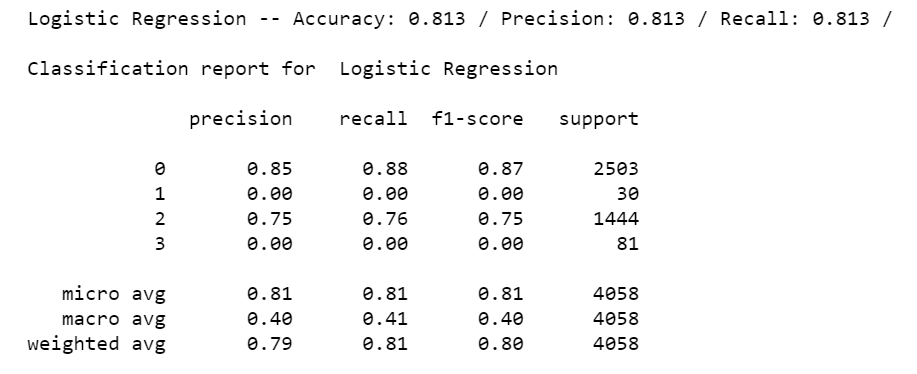 Logistic Regression -- Accuracy: 0.813 / Precision: 0.813 / Recall: 0.813 /
Classification report for  Logistic Regression
precision recall f1-score support
0 0.85 0.88 0.87 2503
1 0.00 0.00 0.00 30
2 0.75 0.76 0.75 1444
3 0.00 0.00 0.00 81
micro avg 0.81 0.81 0.81 4058
macro avg 0.40 0.41 0.40 4058
weighted avg 0.79 0.81 0.80 4058